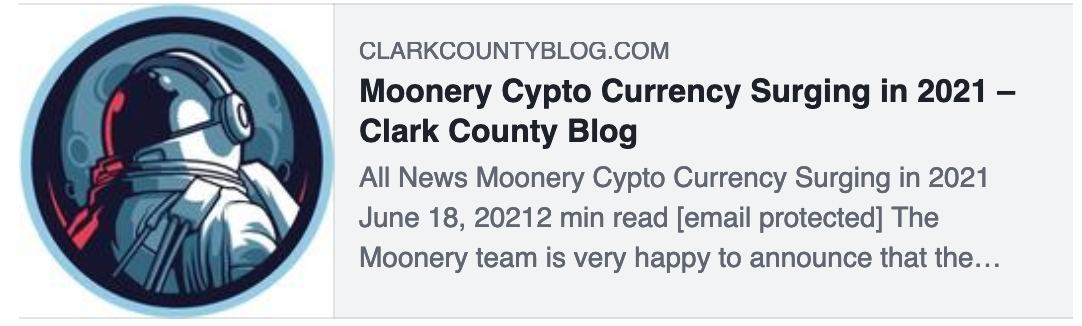 CLARKCOUNTYBLOG.COM
Moonery Cypto Currency Surging in 2021 –
Clark County Blog
All News Moonery Cypto Currency Surging in 2021
June 18, 20212 min read [email protected] The
Moonery team is very happy to announce that the…